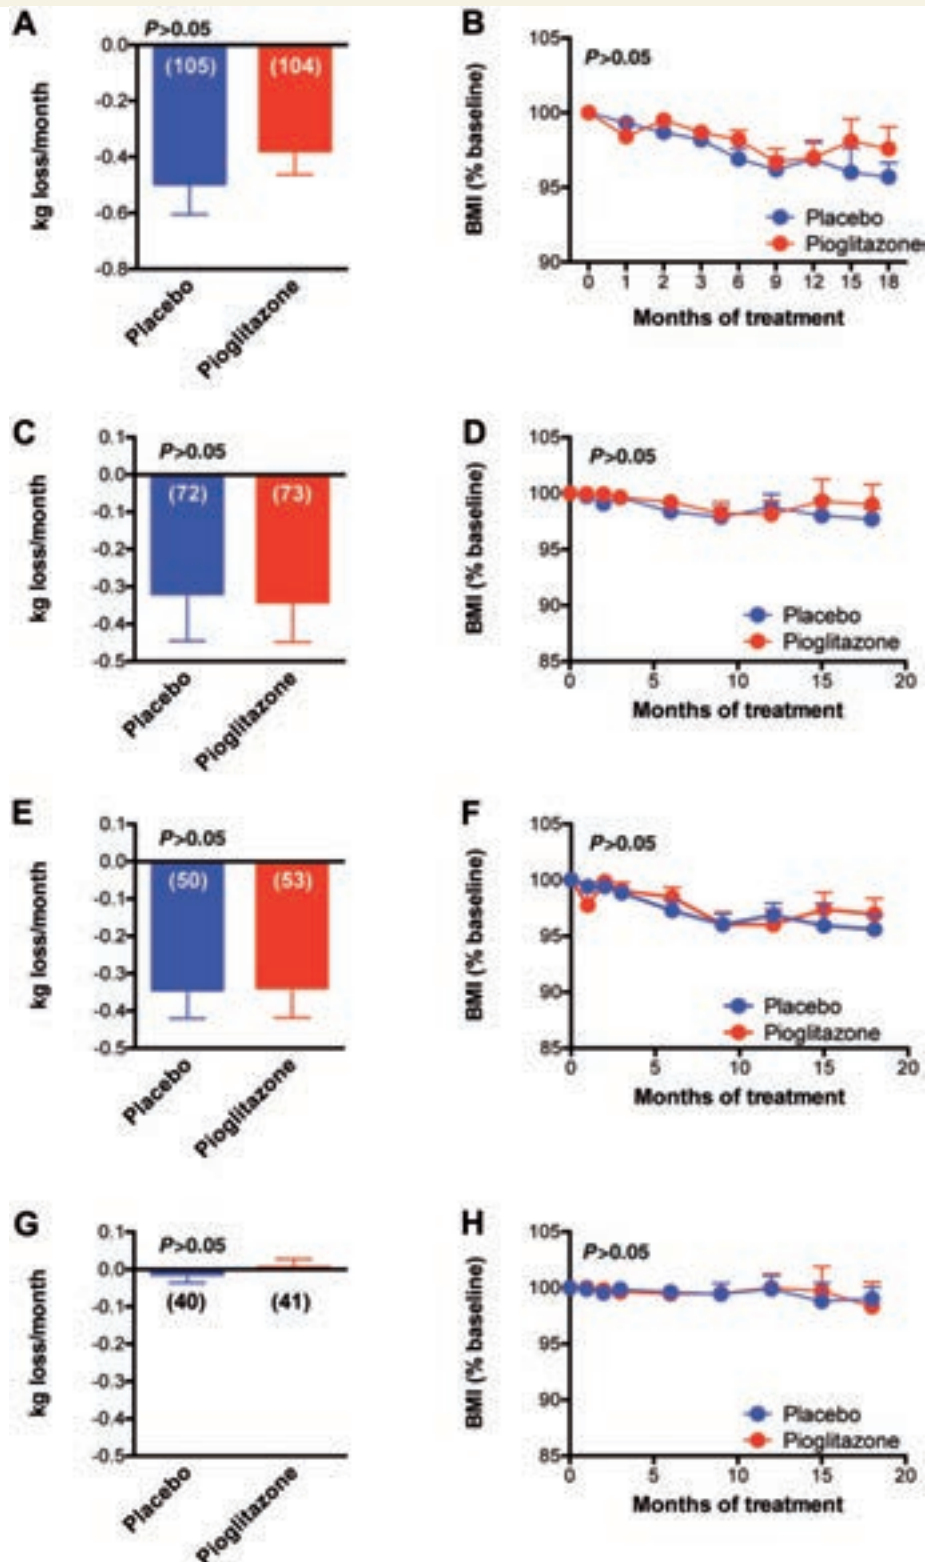 A
P>0.05
0.0
(105)
(104)
-0.2
-0.4
-0.6
-0.8
kg loss/month
Placebo
Pioglitazone
B
105
P>0.05
100
95
90
BMI (% baseline)
Placebo
Pioglitazone
0 1 2 3 6 9 12 15 18
Months of treatment
C
0.1
P>0.05
0.0
(72)
(73)
-0.1
-0.2
-0.3
-0.4
-0.5
kg loss/month
Placebo
Pioglitazone
D
105
P>0.05
100
95
90
85
BMI (% baseline)
Placebo
Pioglitazone
0 5 10 15 20
Months of treatment
E
0.1
P>0.05
0.0
(50)
(53)
-0.1
-0.2
-0.3
-0.4
-0.5
kg loss/month
Placebo
Pioglitazone
F
105
P>0.05
100
95
90
85
BMI (% baseline)
Placebo
Pioglitazone
0 5 10 15 20
Months of treatment
G
0.1
P>0.05
0.0
(40)
(41)
-0.1
-0.2
-0.3
-0.4
-0.5
kg loss/month
Placebo
Pioglitazone
H
105
P>0.05
100
95
90
85
BMI (% baseline)
Placebo
Pioglitazone
0 5 10 15 20
Months of treatment